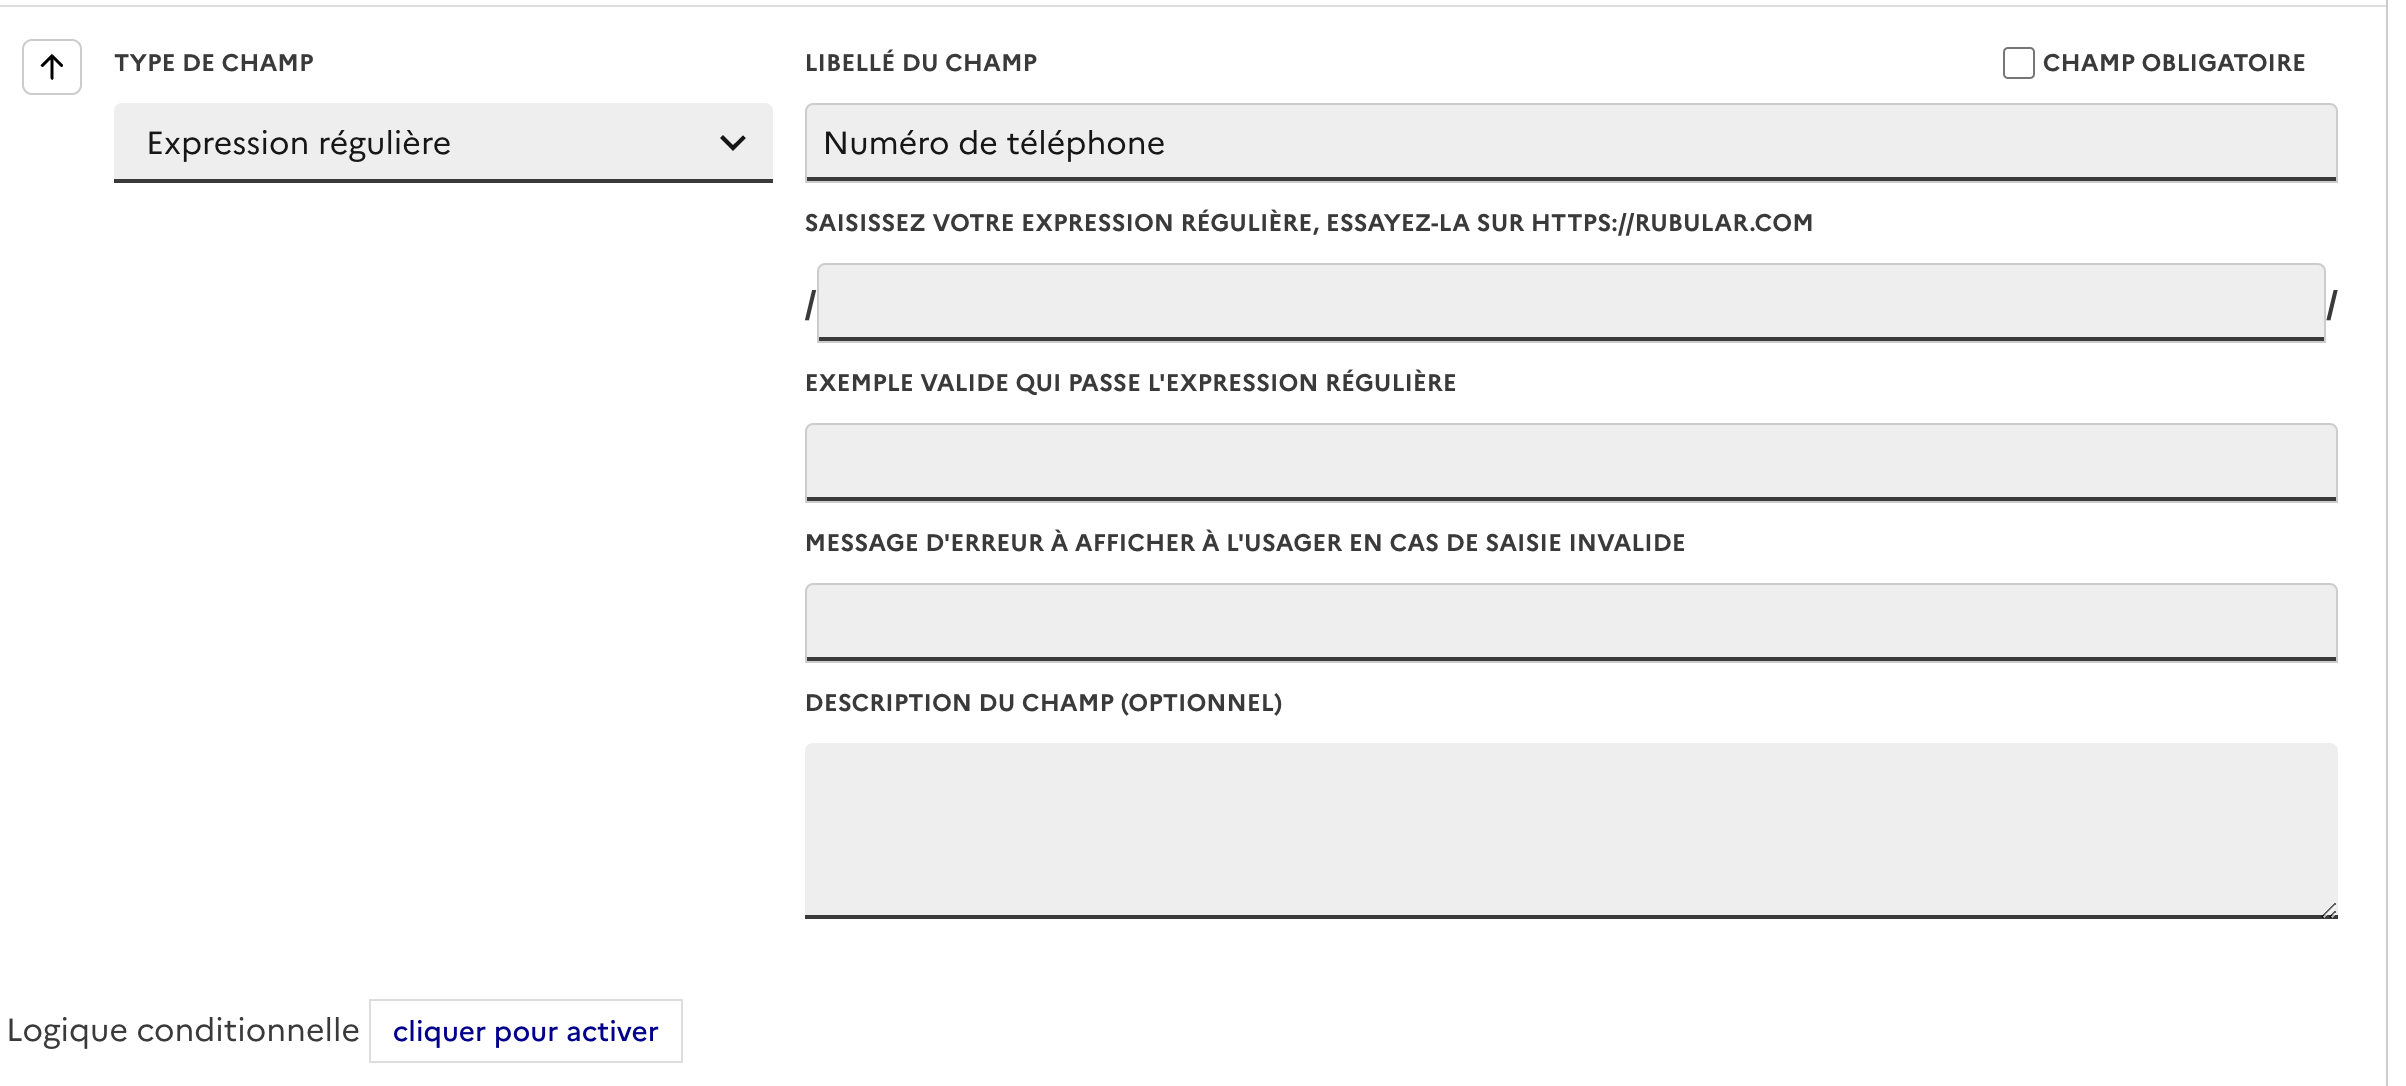 TYPE DE CHAMP
Expression régulière
LIBELLÉ DU CHAMP
CHAMP OBLIGATOIRE
Numéro de téléphone
SAISISSEZ VOTRE EXPRESSION RÉGULIÈRE, ESSAYEZ-LA SUR HTTPS://RUBULAR.COM
/ /
EXEMPLE VALIDE QUI PASSE L'EXPRESSION RÉGULIÈRE
MESSAGE D'ERREUR À AFFICHER À L'USAGER EN CAS DE SAISIE INVALIDE
DESCRIPTION DU CHAMP (OPTIONNEL)
Logique conditionnelle cliquer pour activer